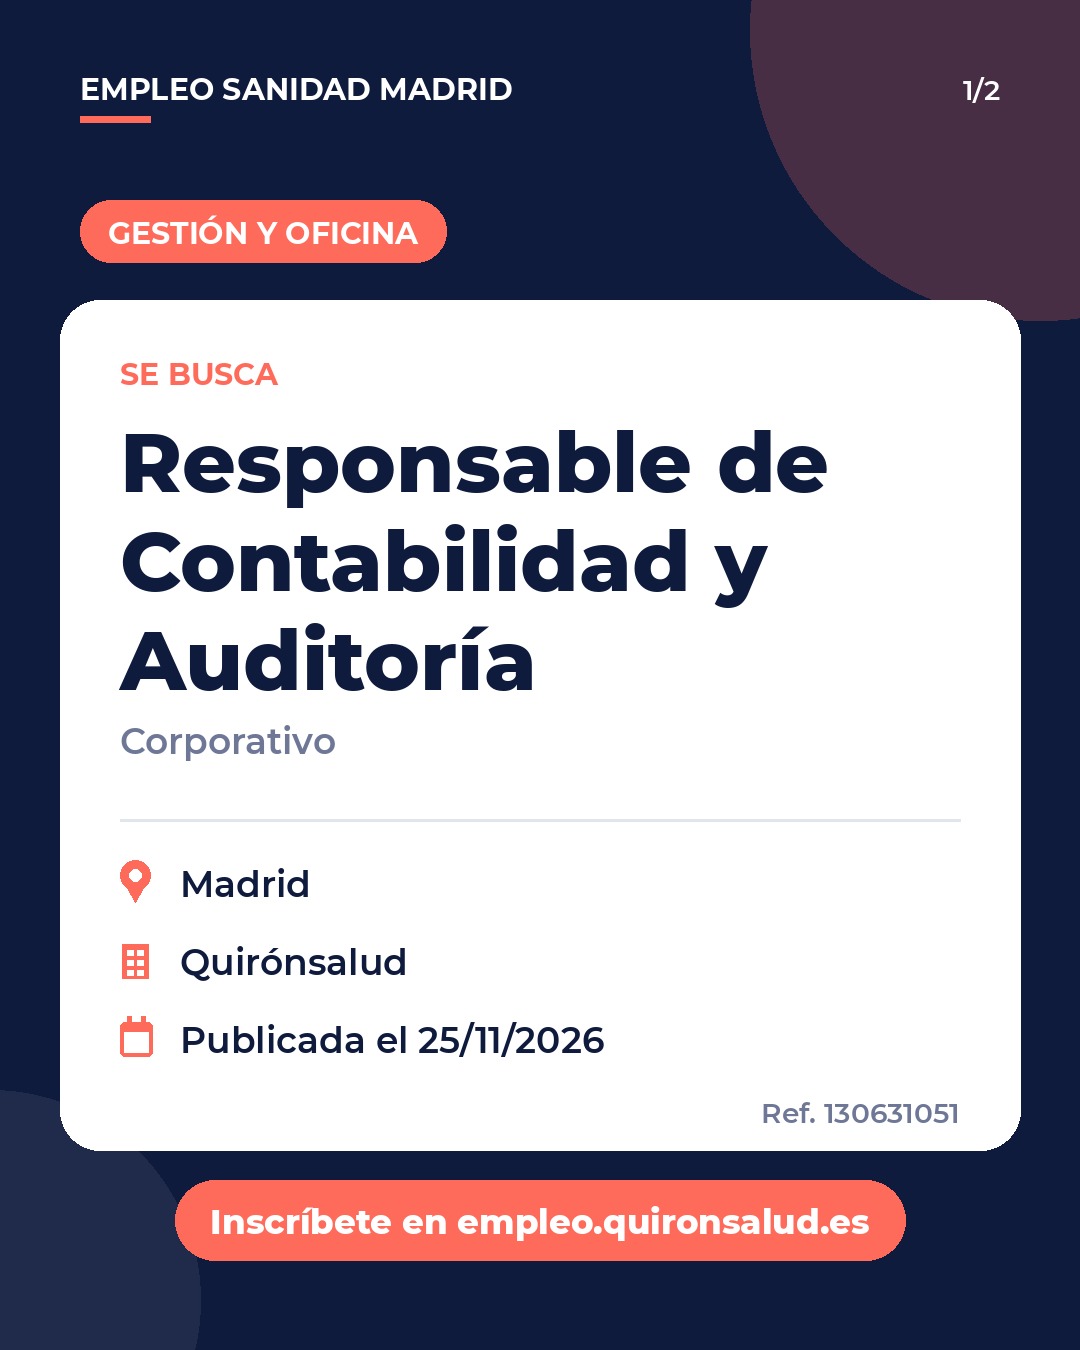 EMPLEO SANIDAD MADRID
1/2
GESTIÓN Y OFICINA
SE BUSCA
Responsable de
Contabilidad y
Auditoría
Corporativo
Madrid
Quirónsalud
Publicada el 25/11/2026
Ref. 130631051
Inscríbete en empleo.quironsalud.es